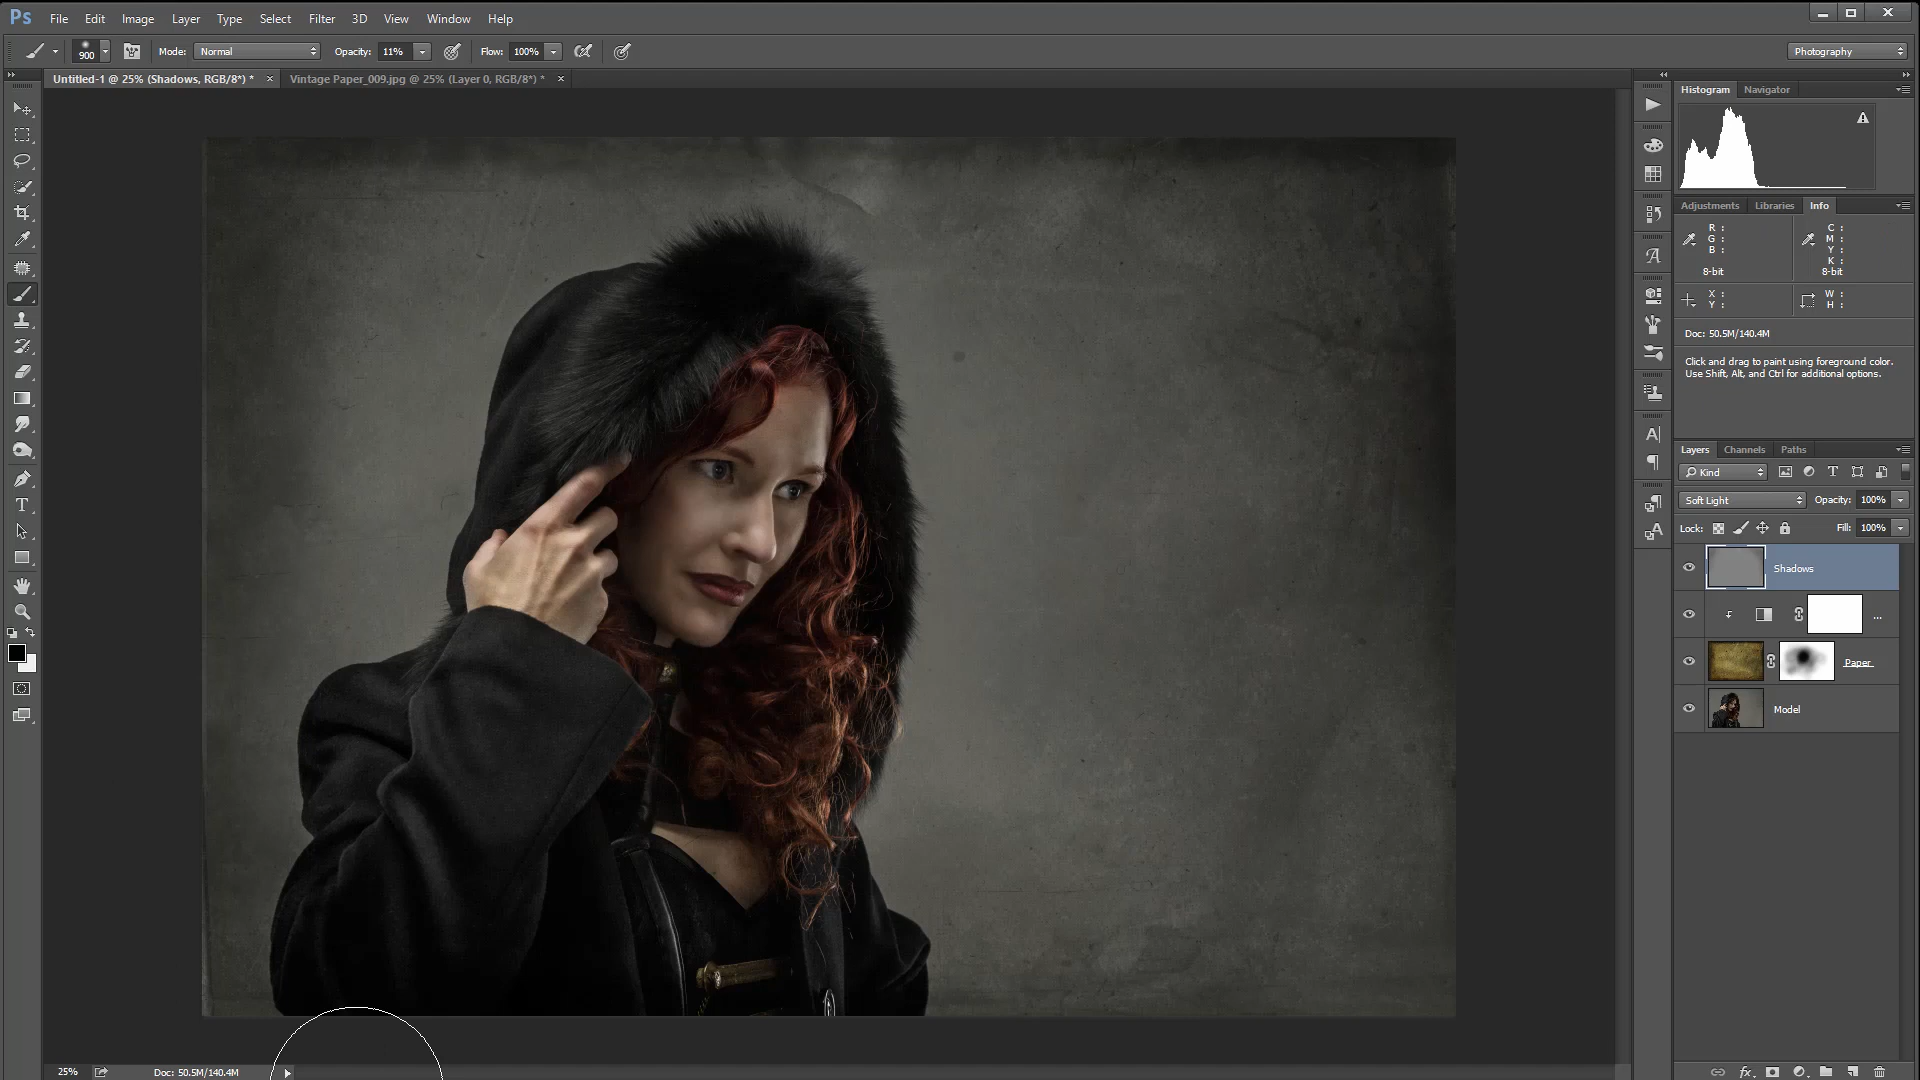 Ps File Edit Image Layer Type Select Filter 3D View Window Help
900 Mode: Normal Opacity: 11% Flow: 100% Photography
Untitled-1 @ 25% (Shadows, RGB/8*) * × Vintage Paper_009.jpg @ 25% (Layer 0, RGB/8*) * ×
Histogram Navigator
Adjustments Libraries Info
R : C :
G : M :
B : Y :
K :
8-bit 8-bit
X : W :
Y : H :
Doc: 50.5M/140.4M
Click and drag to paint using foreground color.
Use Shift, Alt, and Ctrl for additional options.
Layers Channels Paths
Kind
Soft Light Opacity: 100%
Lock: Fill: 100%
Shadows
...
Paper
Model
25% Doc: 50.5M/140.4M
fx